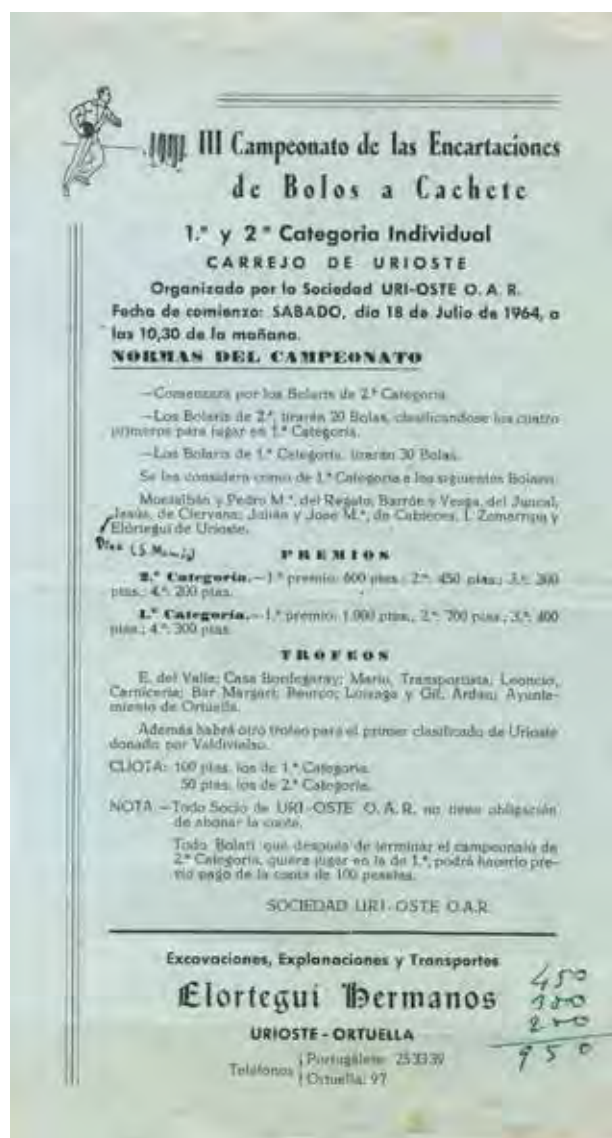 III Campeonato de las Encartaciones
de Bolos a Cachete
1.ª y 2ª Categoria Individual
CARREJO DE URIOSTE
Organizado por la Sociedad URI-OSTE O. A. R.
Fecha de comienzo: SABADO, dia 18 de Julio de 1964, a
las 10,30 de la mañana.
NORMAS DEL CAMPEONATO
—Comenzará por los Bolaris de 2.ª Categoría.
—Los Bolaris de 2.ª, tirarán 20 Bolas, clasificandose los cuatro
primeros para jugar en 1.ª Categoría.
—Los Bolaris de 1.ª Categoría, tirarán 30 Bolas.
Se les considera como de 1.ª Categoría a los siguientes Bolaris:
Montalbán y Pedro M.ª, del Regato, Barrón y Venga, del Juncal,
Jesús, de Ciervana; Julián y José M.ª, de Cabieces, I. Zamarripa y
Elórtegui de Urioste.
PREMIOS
2.ª Categoría.—1.º premio: 600 ptas.; 2.º: 450 ptas.; 3.º: 300
ptas.; 4.º: 200 ptas.
1.ª Categoría.—1.º premio: 1.000 ptas., 2.º: 700 ptas.; 3.º: 400
ptas.; 4.º: 300 ptas.
TROFEOS
E. del Valle; Casa Bordegaray; Mario, Transportista; Leoncio,
Carnicería; Bar Margari; Loizaga y Gil, Ardau; Ayunta-
miento de Ortuella.
Además habrá otro trofeo para el primer clasificado de Urioste
donado por Valdivielso.
CUOTA: 100 ptas. los de 1.ª Categoría.
50 ptas. los de 2.ª Categoría.
NOTA.—Todo Socio de URI-OSTE O. A. R. no tiene obligación
de abonar la cuota.
Todo Bolari que después de terminar el campeonato de
2.ª Categoría, quiera jugar en la de 1.ª, podrá hacerlo pre-
vio pago de la cuota de 100 pesetas.
SOCIEDAD URI-OSTE O.A.R.
Excavaciones, Explanaciones y Transportes
Elortegui Hermanos
URIOSTE - ORTUELLA
Teléfonos
Portugalete: 253339
Ortuella: 97
450
300
200
950